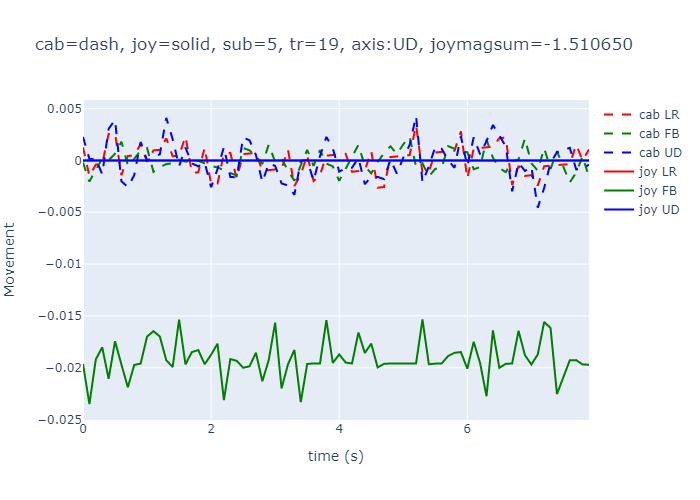 cab=dash, joy=solid, sub=5, tr=19, axis:UD, joymagsum=-1.510650
0.005
0
−0.005
−0.01
−0.015
−0.02
−0.025
Movement
0 2 4 6
time (s)
cab LR
cab FB
cab UD
joy LR
joy FB
joy UD